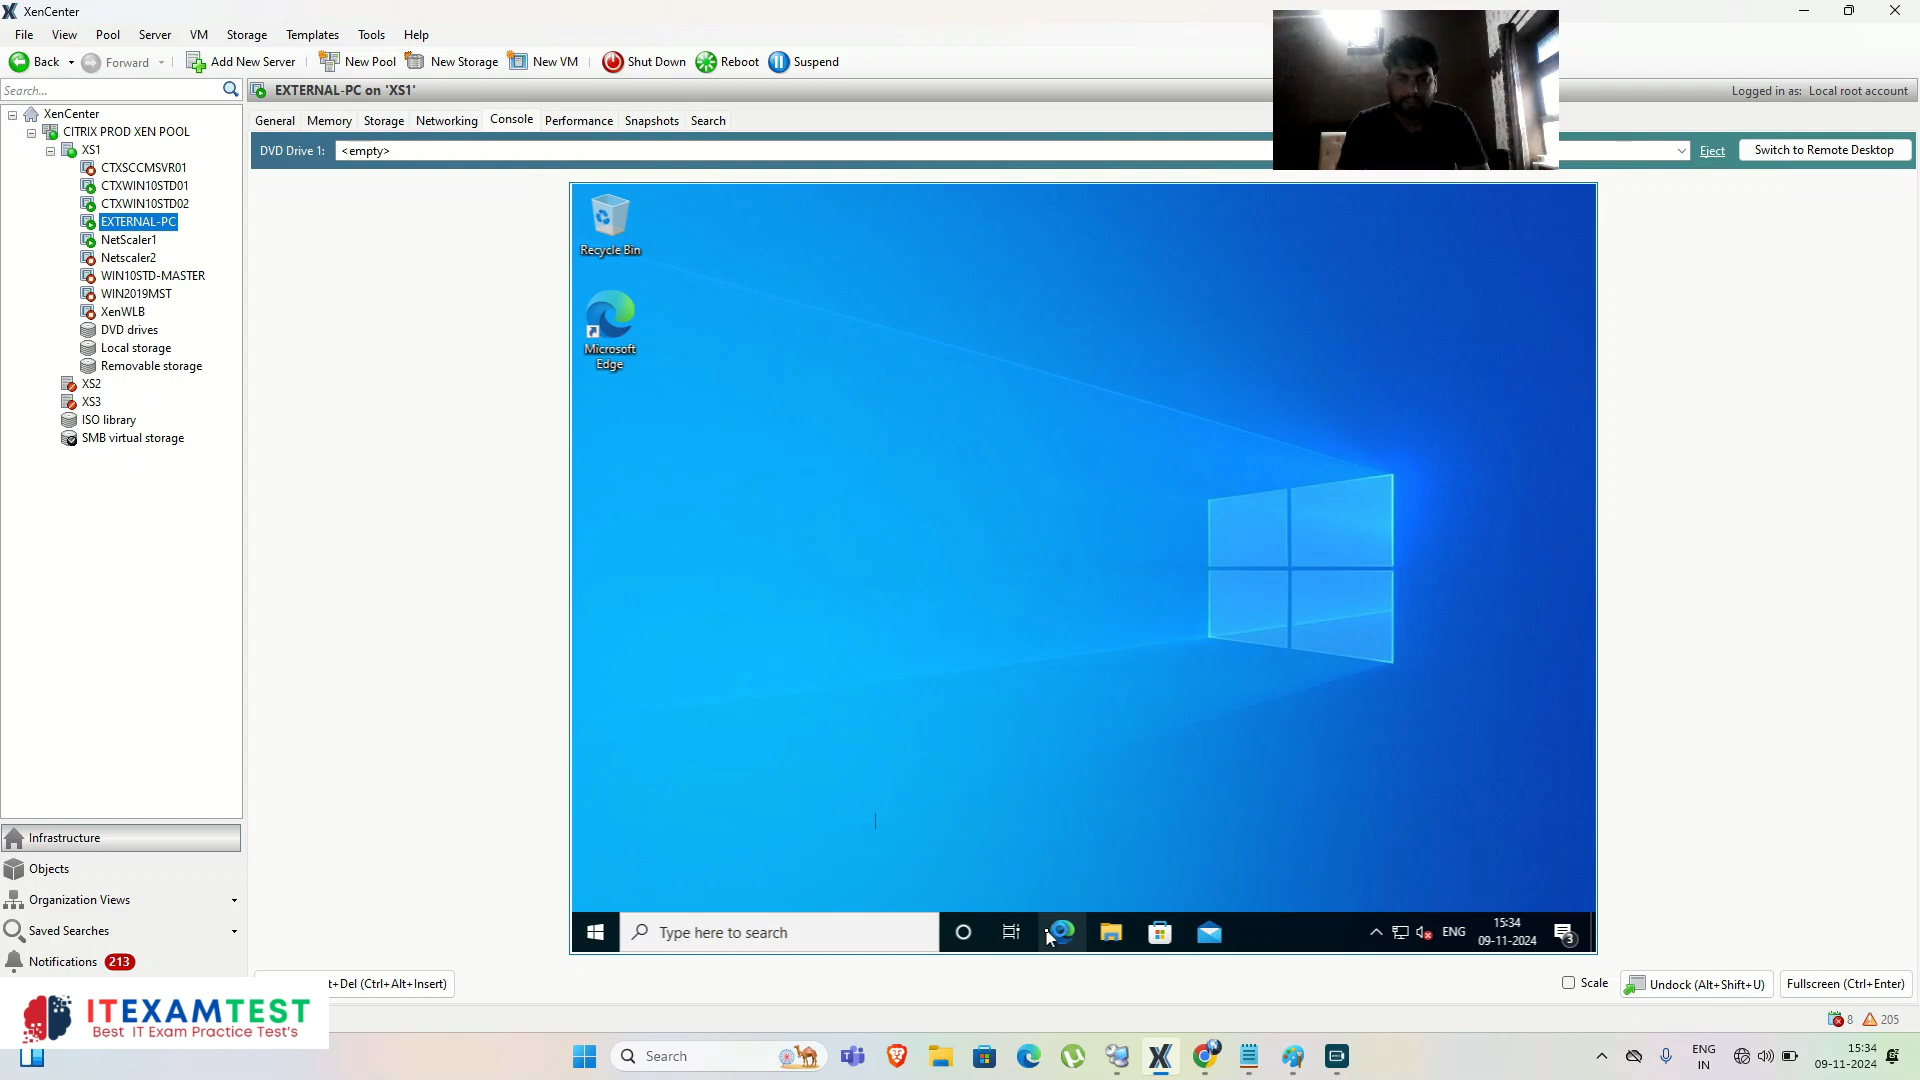 XenCenter
File View Pool Server VM Storage Templates Tools Help
Back Forward Add New Server New Pool New Storage New VM Shut Down Reboot Suspend
Search...
EXTERNAL-PC on 'XS1'
Logged in as: Local root account
XenCenter
CITRIX PROD XEN POOL
XS1
CTXSCCMSVR01
CTXWIN10STD01
CTXWIN10STD02
EXTERNAL-PC
NetScaler1
Netscaler2
WIN10STD-MASTER
WIN2019MST
XenWLB
DVD drives
Local storage
Removable storage
XS2
XS3
ISO library
SMB virtual storage
General Memory Storage Networking Console Performance Snapshots Search
DVD Drive 1: <empty> Eject Switch to Remote Desktop
Recycle Bin
Microsoft
Edge
Type here to search
ENG
15:34
09-11-2024
3
Infrastructure
Objects
Organization Views
Saved Searches
Notifications 213
t+Del (Ctrl+Alt+Insert)
Scale Undock (Alt+Shift+U) Fullscreen (Ctrl+Enter)
ITEXAMTEST
Best IT Exam Practice Test's
8 205
Search
ENG
IN
15:34
09-11-2024